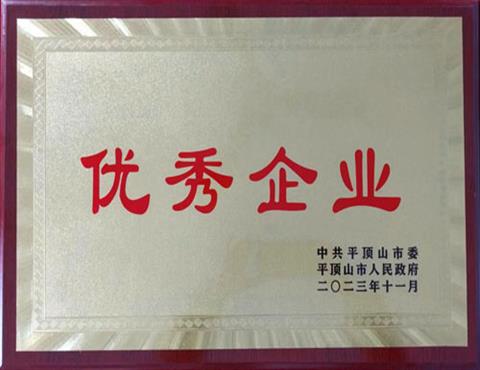 优秀企业
中共平顶山市委
平顶山市人民政府
二〇二三年十一月